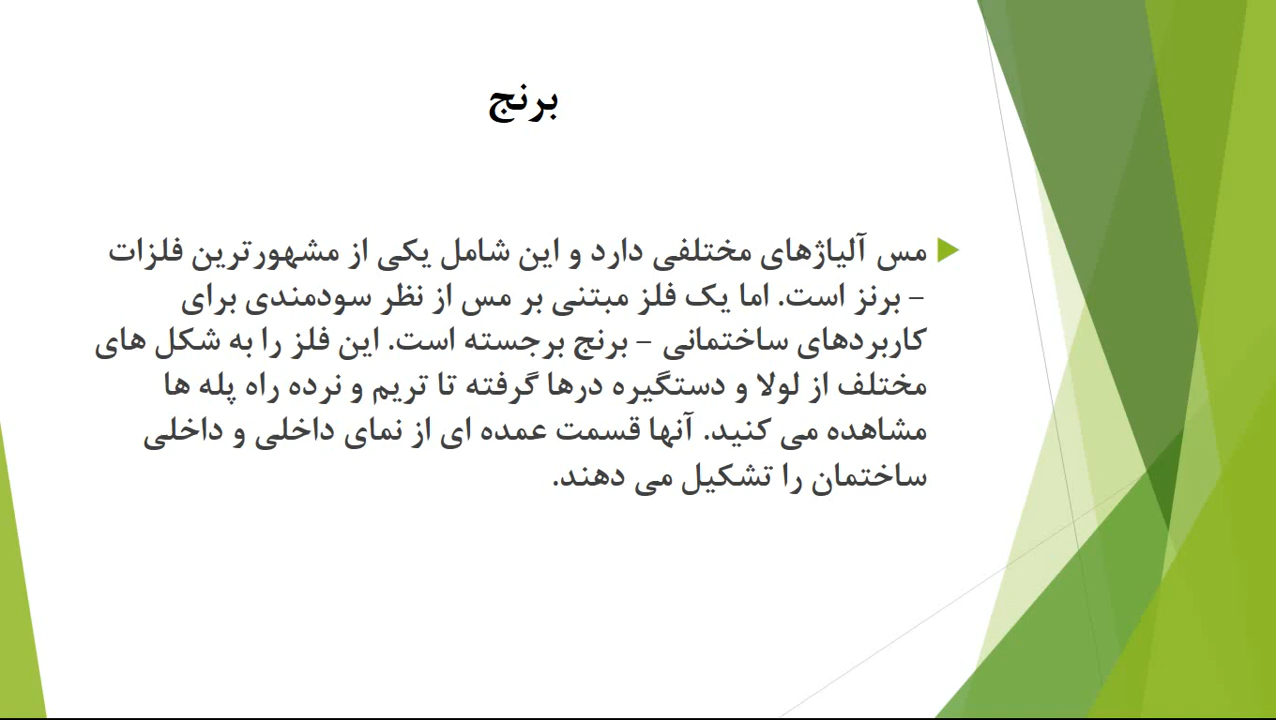 برنج
مس آلیاژهای مختلفی دارد و این شامل یکی از مشهورترین فلزات
– برنز است. اما یک فلز مبتنی بر مس از نظر سودمندی برای
کاربردهای ساختمانی – برنج برجسته است. این فلز را به شکل های
مختلف از لولا و دستگیره درها گرفته تا تریم و نرده راه پله ها
مشاهده می کنید. آنها قسمت عمده ای از نمای داخلی و داخلی
ساختمان را تشکیل می دهند.